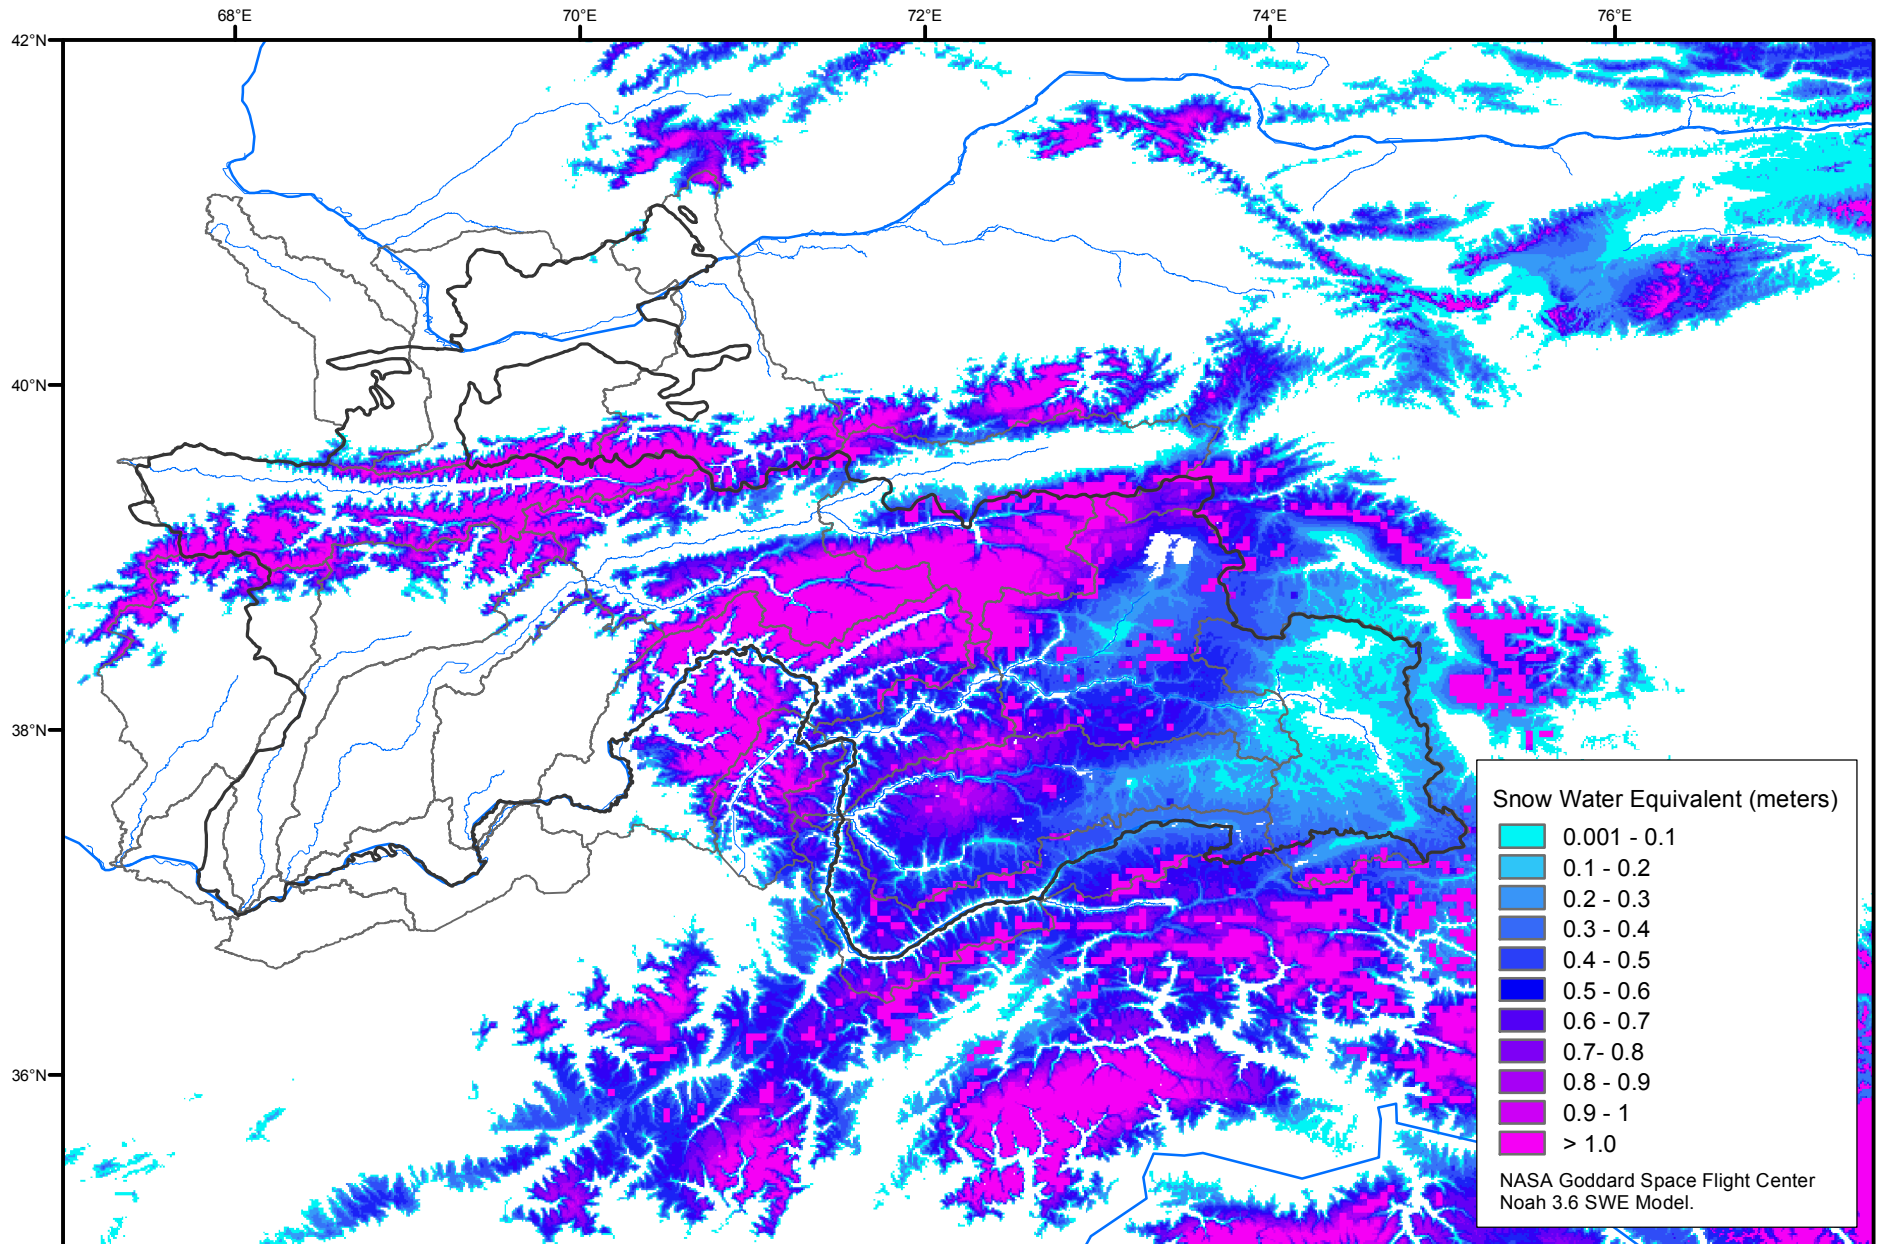 68°E 70°E 72°E 74°E 76°E
42°N
40°N
38°N
36°N
Snow Water Equivalent (meters)
0.001 - 0.1
0.1 - 0.2
0.2 - 0.3
0.3 - 0.4
0.4 - 0.5
0.5 - 0.6
0.6 - 0.7
0.7- 0.8
0.8 - 0.9
0.9 - 1
> 1.0
NASA Goddard Space Flight Center
Noah 3.6 SWE Model.